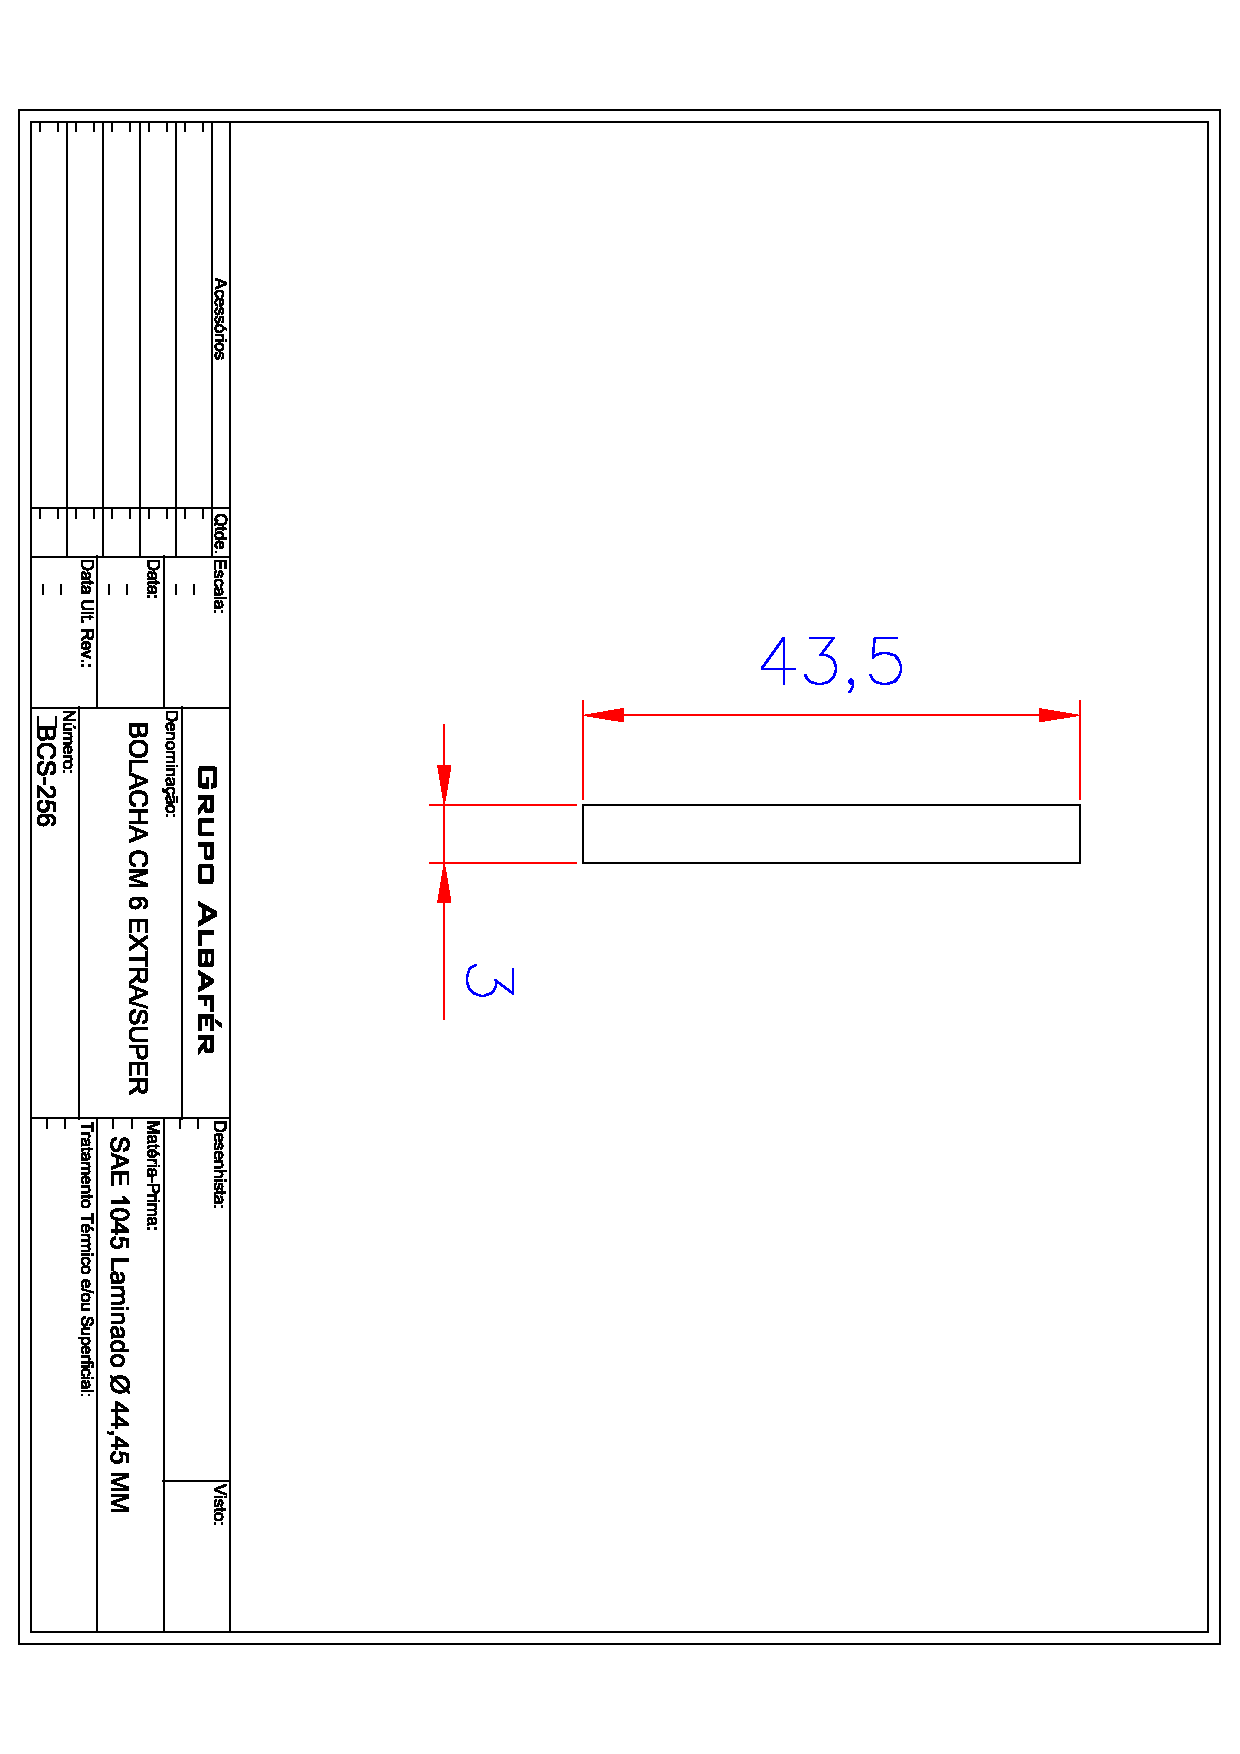 43,5
3
Acessórios
Qtde.
Escala:
Data:
Data Ult. Rev.:
GRUPO ALBAFÉR
Denominação:
BOLACHA CM 6 EXTRA/SUPER
Número:
BCS-256
Desenhista:
Visto:
Matéria-Prima:
SAE 1045 Laminado Ø 44,45 MM
Tratamento Térmico e/ou Superficial: